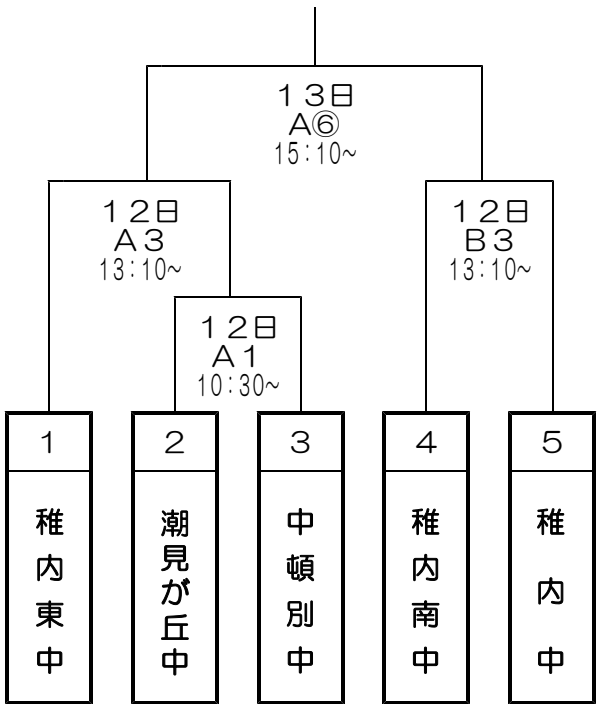 13日
A⑥
15:10~
12日
A3
13:10~
12日
B3
13:10~
12日
A1
10:30~
1
2
3
4
5
稚内東中
潮見が丘中
中頓別中
稚内南中
稚内中